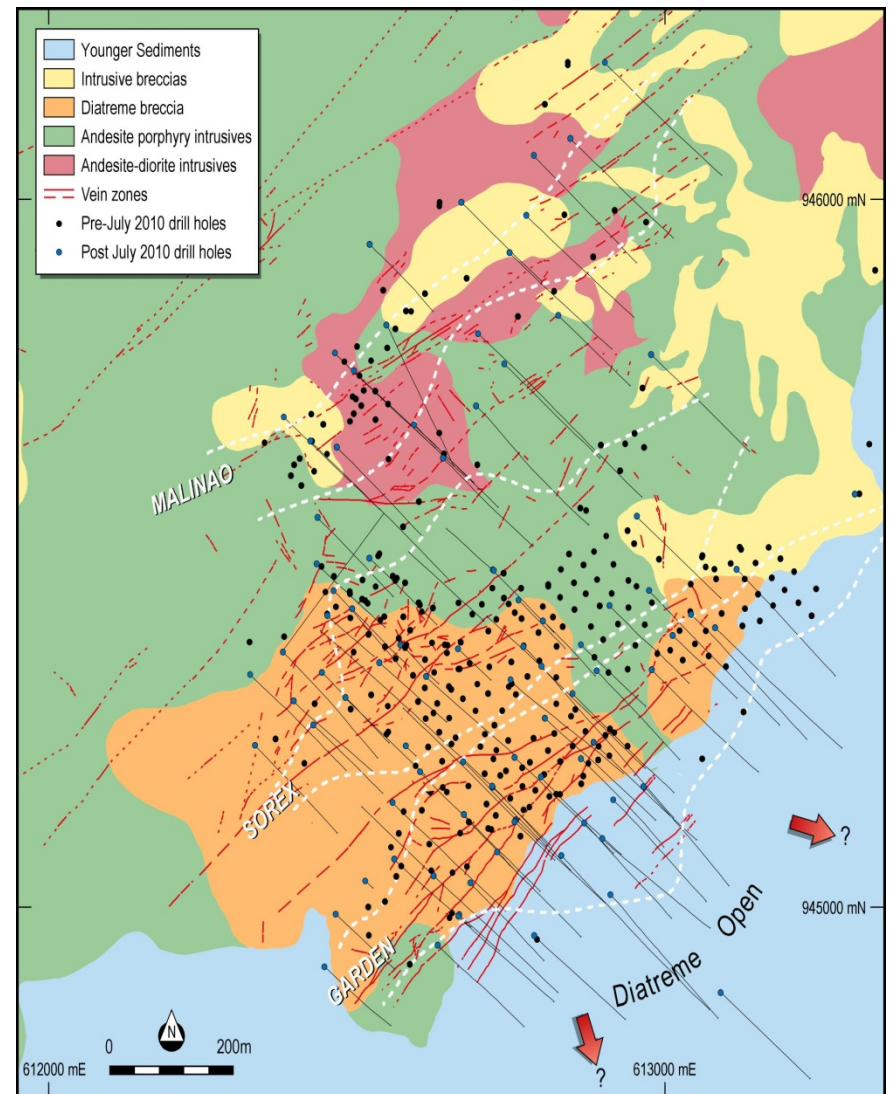 Younger Sediments
Intrusive breccias
Diatreme breccia
Andesite porphyry intrusives
Andesite-diorite intrusives
Vein zones
Pre-July 2010 drill holes
Post July 2010 drill holes
946000 mN
MALINAO
SOREX
?
945000 mN
GARDEN
Diatreme Open
N
0 200m
612000 mE
613000 mE
?